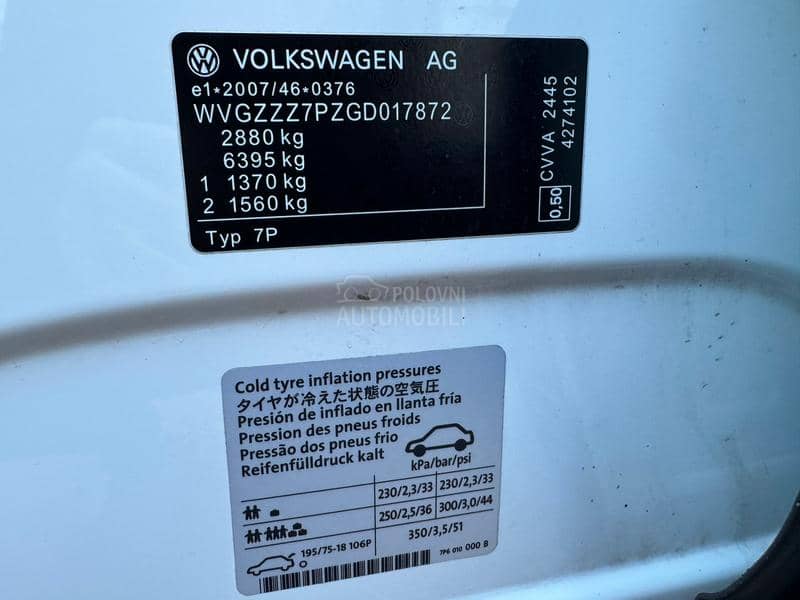 VOLKSWAGEN AG
e1*2007/46*0376
WVGZZZ7PZGD017872
2880 kg
6395 kg
1 1370 kg
2 1560 kg
Typ 7P
CVVA 2445
4274102
0,50
POLOVNI
AUTOMOBILI
Cold tyre inflation pressures
タイヤが冷えた状態の空気圧
Presión de inflado en llanta fría
Pression des pneus froids
Pressão dos pneus frio
Reifenfülldruck kalt
kPa/bar/psi
230/2,3/33 230/2,3/33
250/2,5/36 300/3,0/44
195/75-18 106P 350/3,5/51
7P6 010 000 B